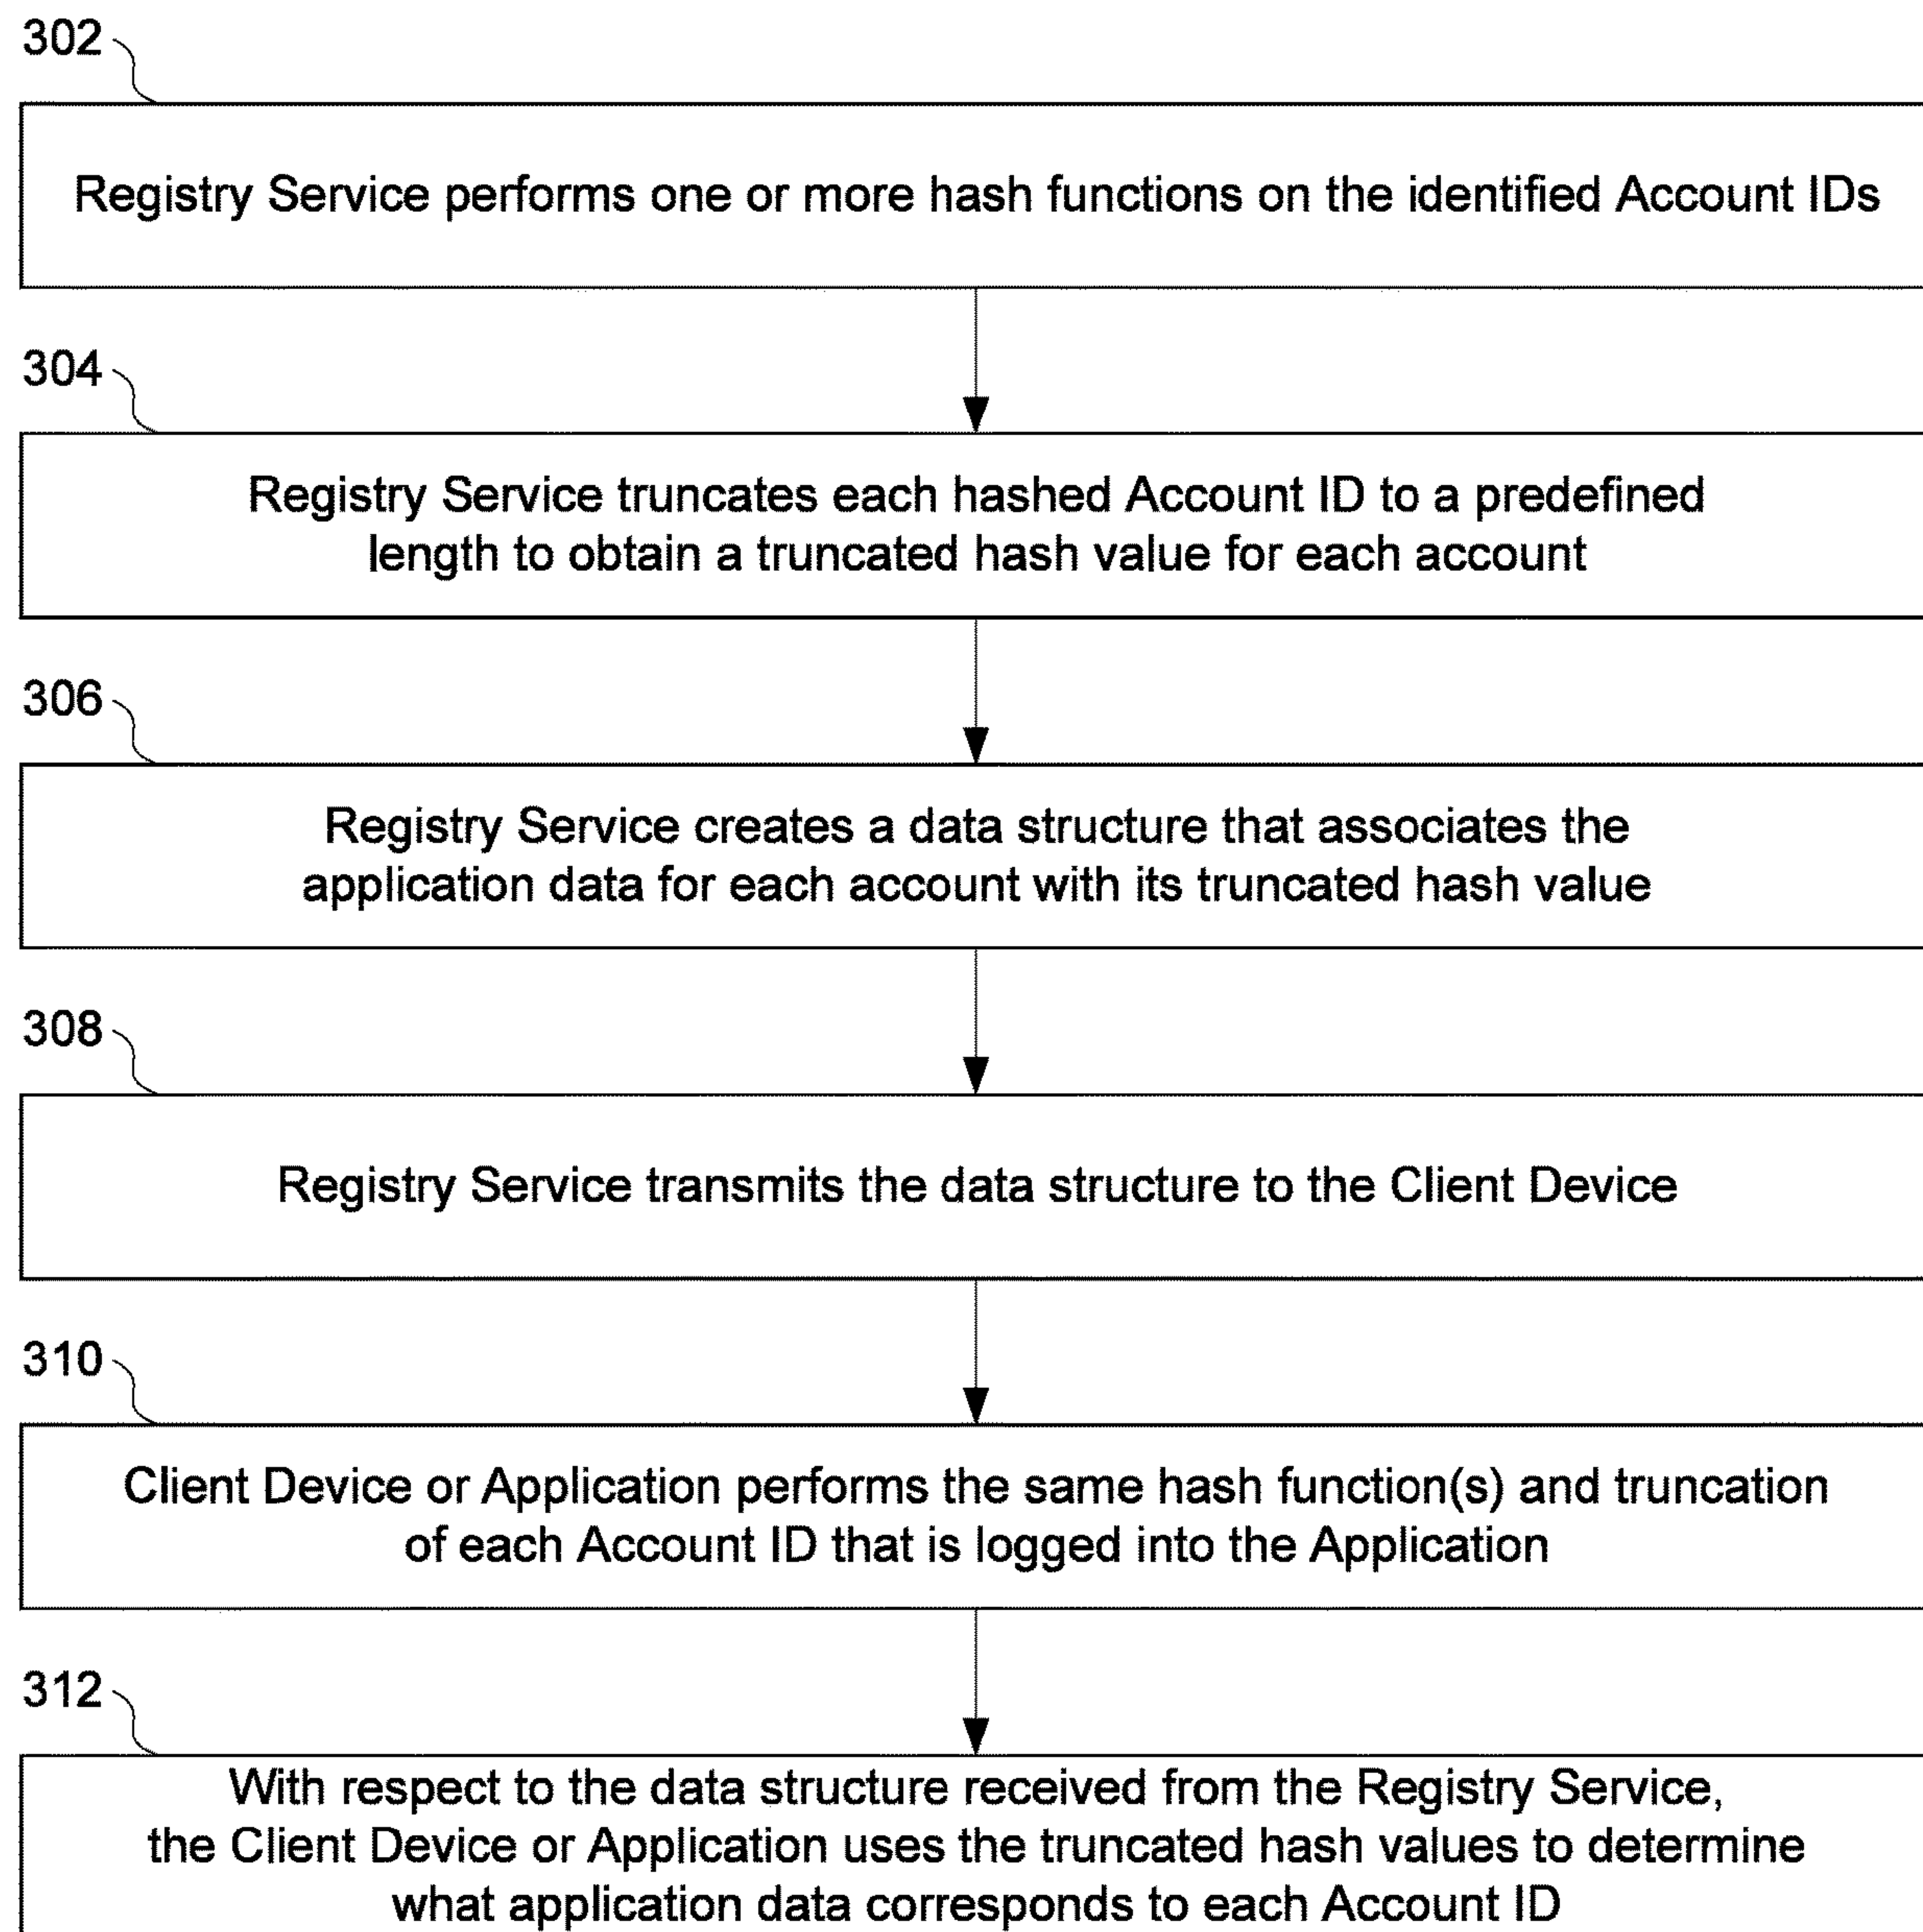 302
Registry Service performs one or more hash functions on the identified Account IDs
304
Registry Service truncates each hashed Account ID to a predefined
length to obtain a truncated hash value for each account
306
Registry Service creates a data structure that associates the
application data for each account with its truncated hash value
308
Registry Service transmits the data structure to the Client Device
310
Client Device or Application performs the same hash function(s) and truncation
of each Account ID that is logged into the Application
312
With respect to the data structure received from the Registry Service,
the Client Device or Application uses the truncated hash values to determine
what application data corresponds to each Account ID